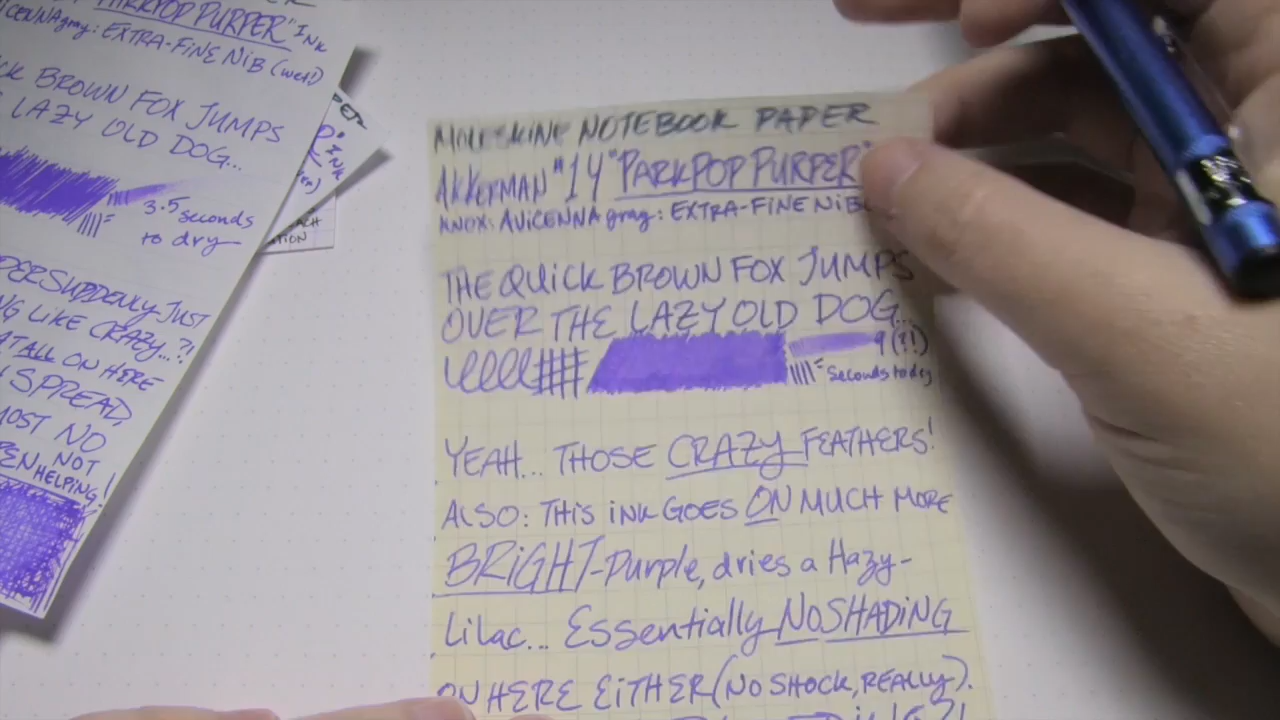 PARKPOP PURPER" INK
AVICENNA gray: EXTRA-FINE NIB (wet!)
BROWN FOX JUMPS
LAZY OLD DOG...
3.5 seconds
to dry
SUDDENLY JUST
LIKE CRAZY...?!
AT ALL ON HERE
SPREAD,
NO
NOT
HELPING!
INK
MOLESKINE NOTEBOOK PAPER
AKKERMAN "14" PARKPOP PURPER"
KNOX: AVICENNA gray: EXTRA-FINE NIB
THE QUICK BROWN FOX JUMPS
OVER THE LAZY OLD DOG...
9 (?!)
Seconds to dry
YEAH... THOSE CRAZY FEATHERS!
ALSO: THIS INK GOES ON MUCH MORE
BRIGHT-Purple, dries a Hazy-
Lilac... Essentially NO SHADING
ON HERE EITHER (NO SHOCK, REALLY).